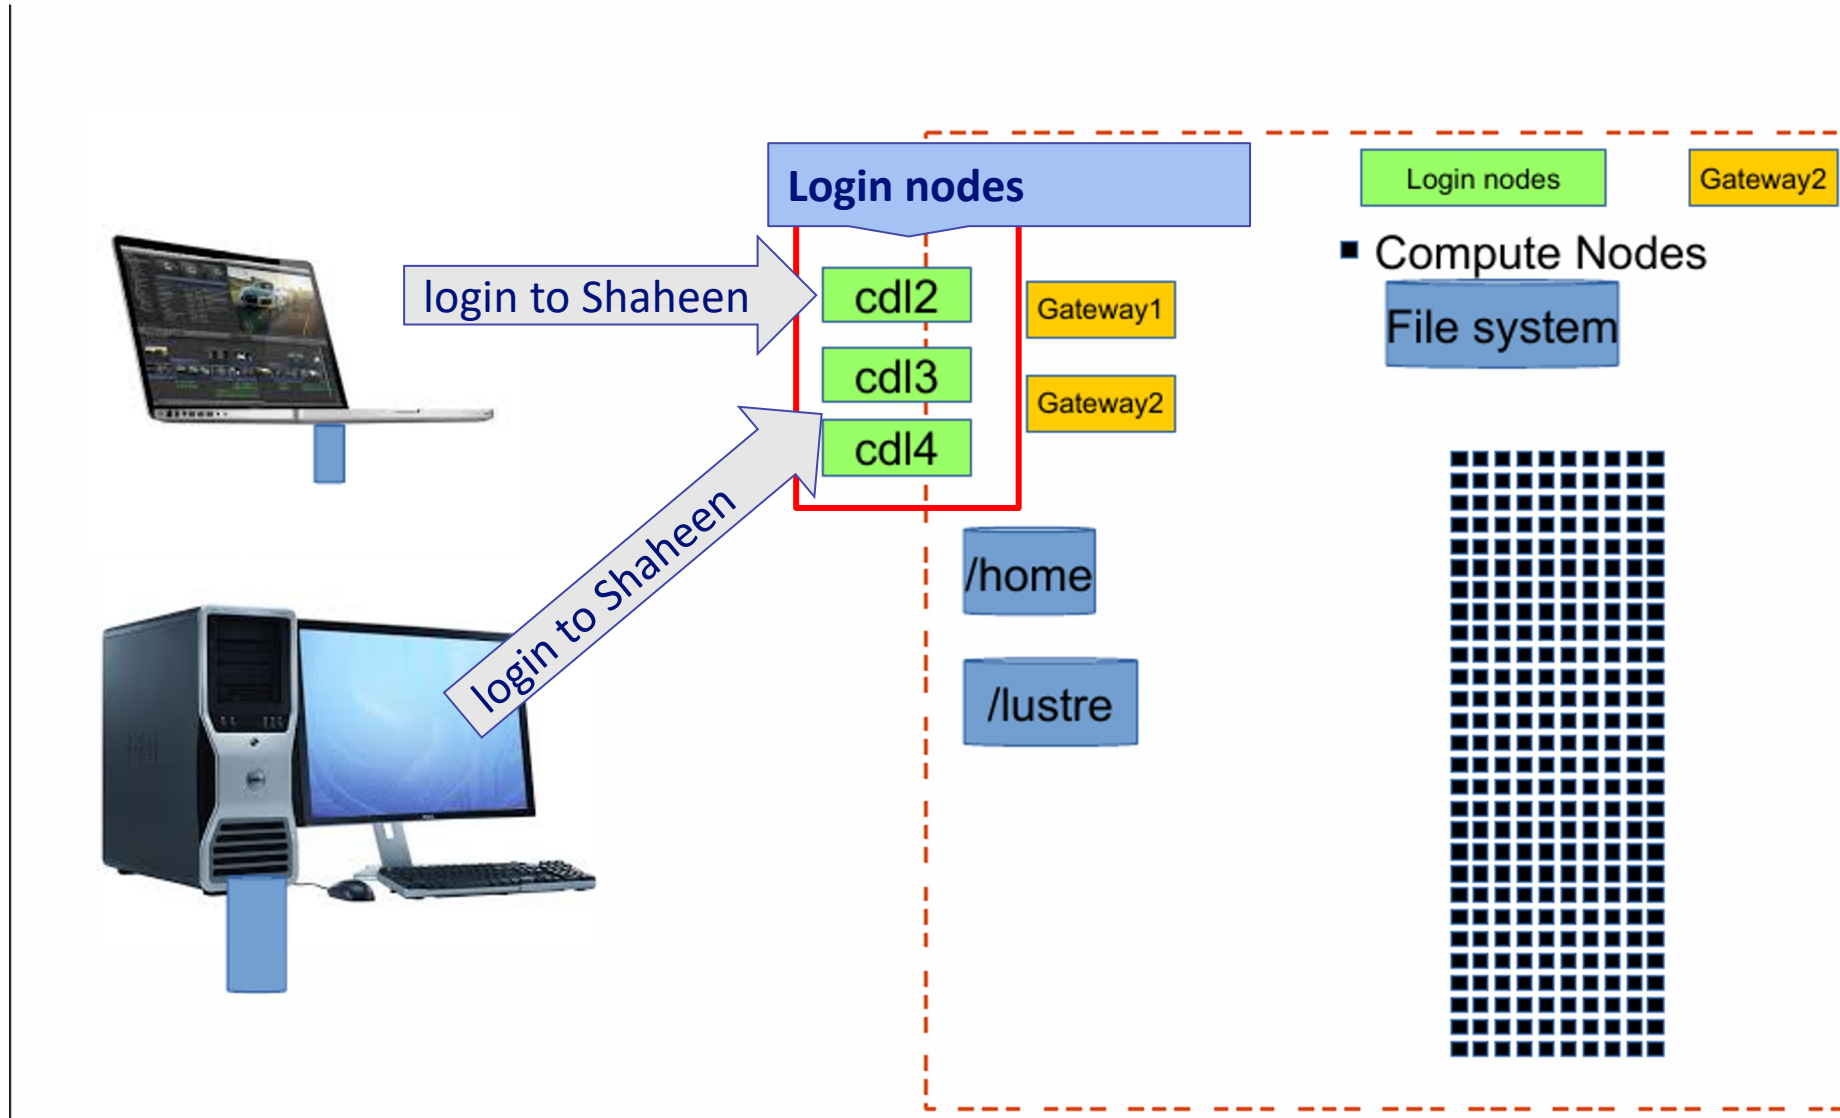 Login nodes
Login nodes
Gateway2
Compute Nodes
File system
login to Shaheen
cdl2
Gateway1
cdl3
Gateway2
cdl4
login to Shaheen
/home
/lustre